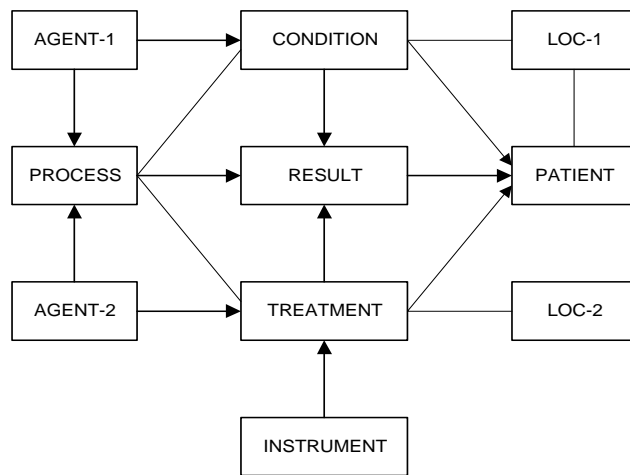 AGENT-1
CONDITION
LOC-1
PROCESS
RESULT
PATIENT
AGENT-2
TREATMENT
LOC-2
INSTRUMENT